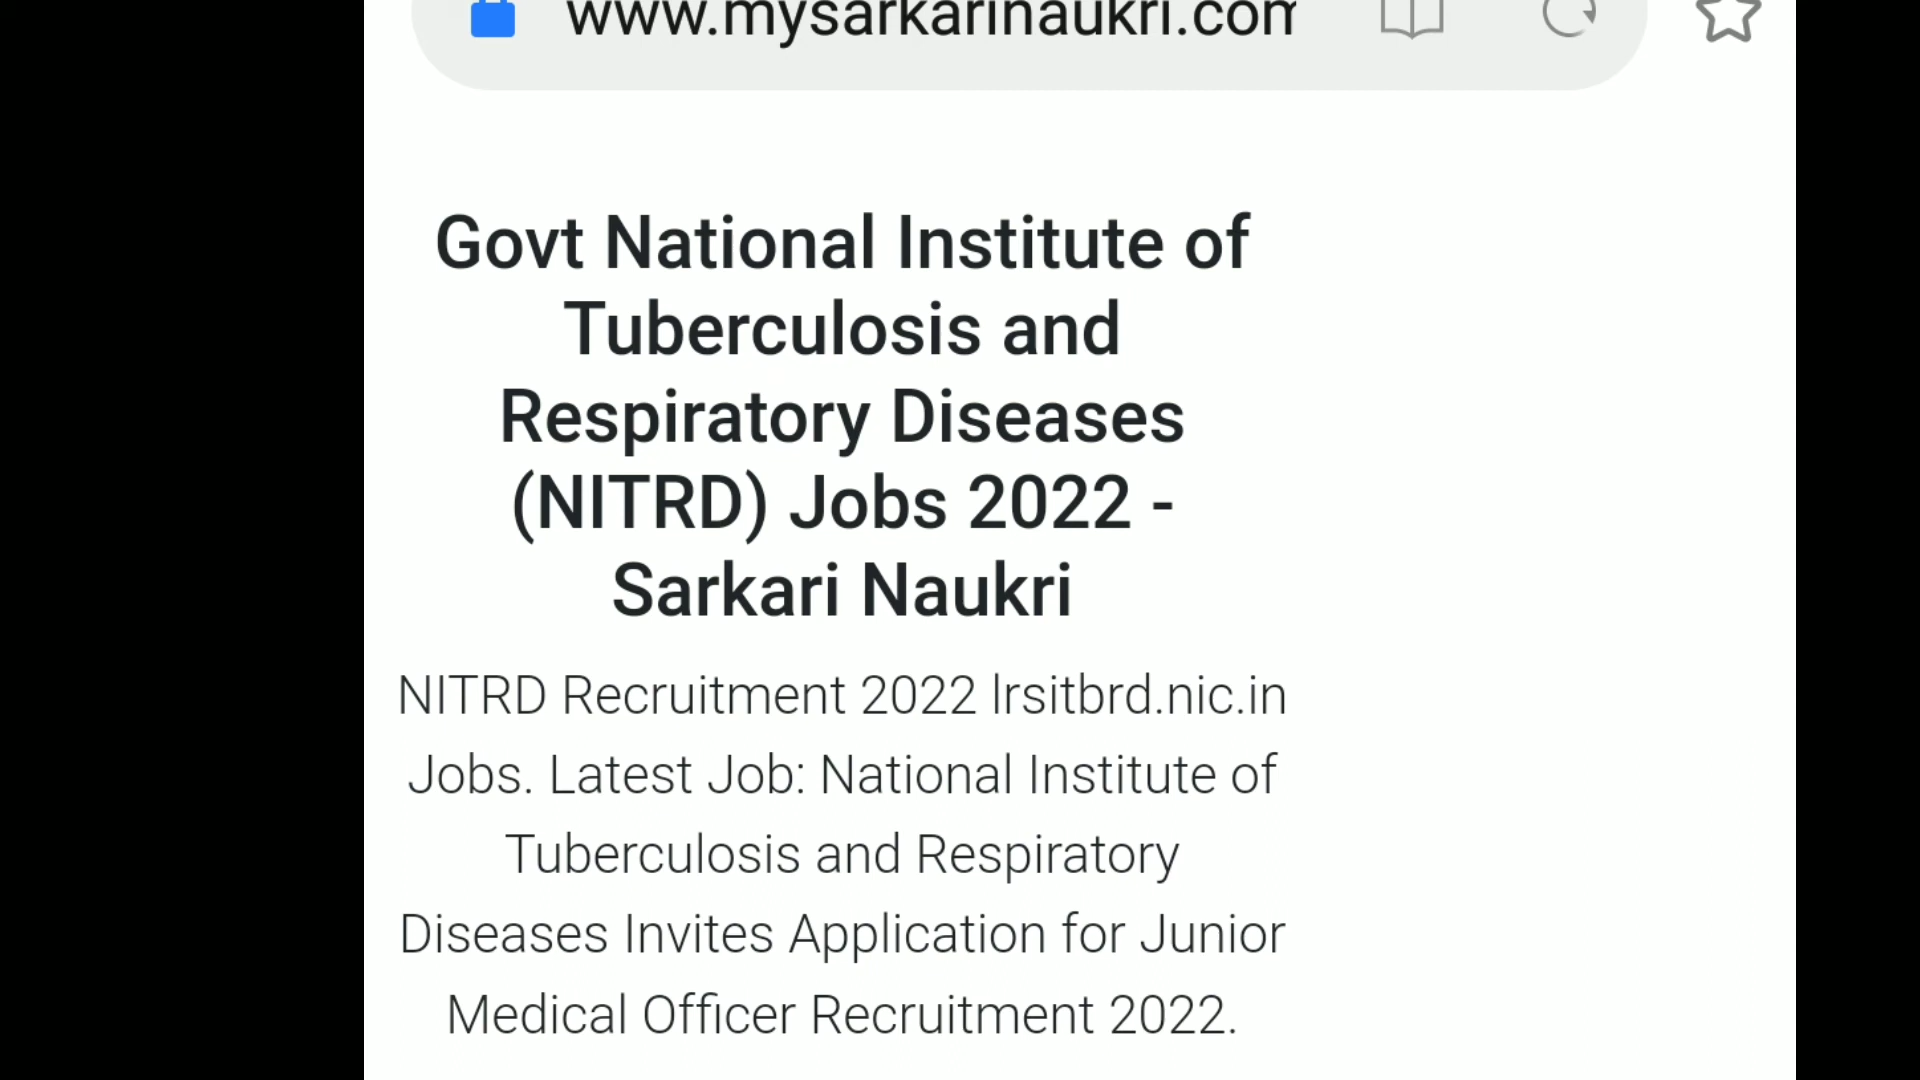 www.mysarkarinaukri.com
Govt National Institute of
Tuberculosis and
Respiratory Diseases
(NITRD) Jobs 2022 -
Sarkari Naukri
NITRD Recruitment 2022 lrsitbrd.nic.in
Jobs. Latest Job: National Institute of
Tuberculosis and Respiratory
Diseases Invites Application for Junior
Medical Officer Recruitment 2022.